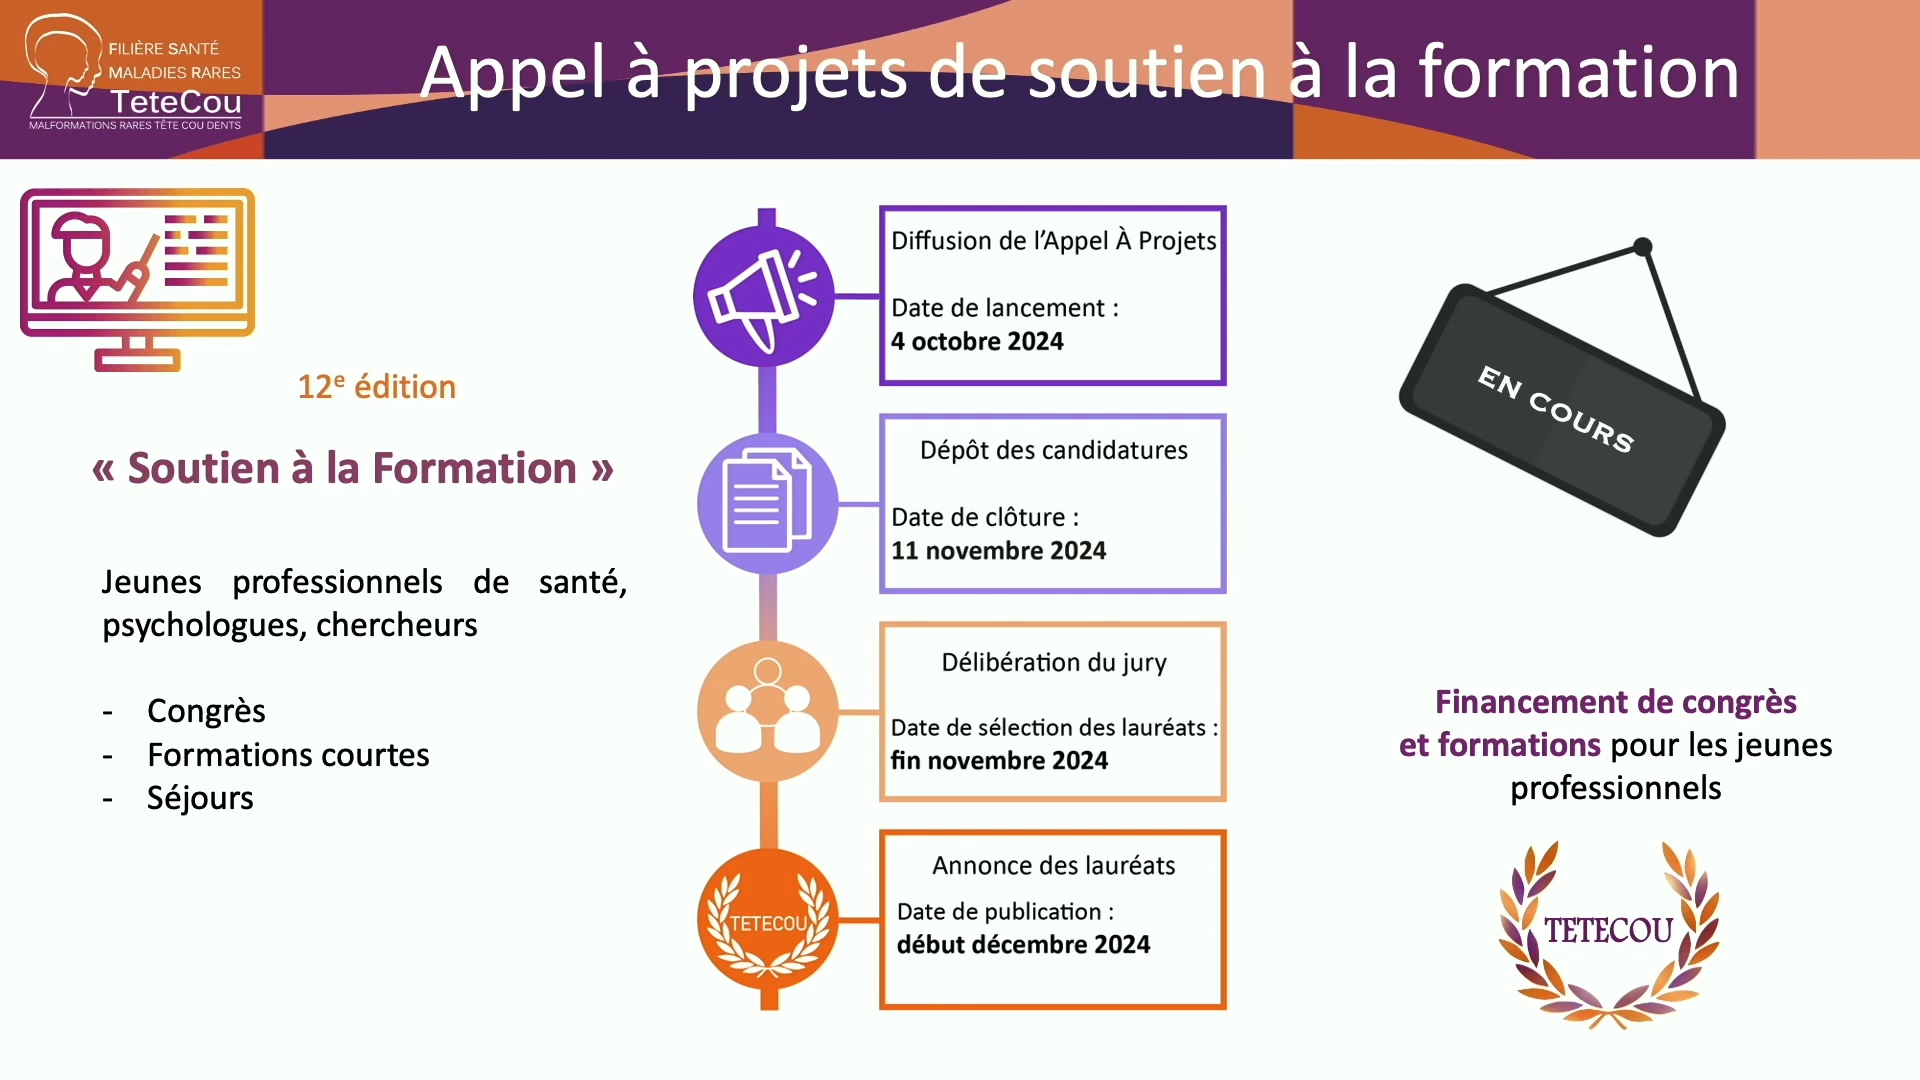 FILIÈRE SANTÉ
MALADIES RARES
TeteCou
MALFORMATIONS RARES TÊTE COU DENTS
Appel à projets de soutien à la formation
12e édition
« Soutien à la Formation »
Jeunes professionnels de santé,
psychologues, chercheurs
- Congrès
- Formations courtes
- Séjours
Diffusion de l’Appel À Projets
Date de lancement :
4 octobre 2024
Dépôt des candidatures
Date de clôture :
11 novembre 2024
Délibération du jury
Date de sélection des lauréats :
fin novembre 2024
TETECOU
Annonce des lauréats
Date de publication :
début décembre 2024
EN COURS
Financement de congrès
et formations pour les jeunes
professionnels
TETECOU